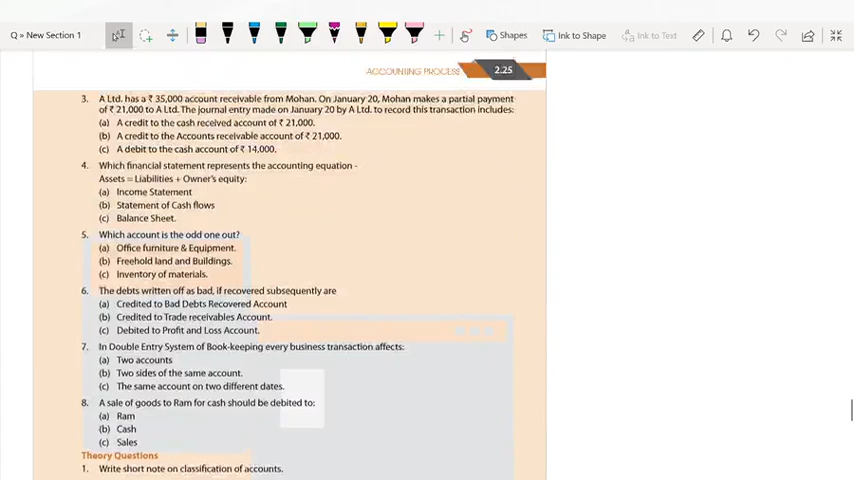 Q » New Section 1
Shapes
Ink to Shape
Ink to Text
ACCOUNTING PROCESS
2.25
3. A Ltd. has a ₹ 35,000 account receivable from Mohan. On January 20, Mohan makes a partial payment
of ₹ 21,000 to A Ltd. The journal entry made on January 20 by A Ltd. to record this transaction includes:
(a) A credit to the cash received account of ₹ 21,000.
(b) A credit to the Accounts receivable account of ₹ 21,000.
(c) A debit to the cash account of ₹ 14,000.
4. Which financial statement represents the accounting equation -
Assets = Liabilities + Owner's equity:
(a) Income Statement
(b) Statement of Cash flows
(c) Balance Sheet.
5. Which account is the odd one out?
(a) Office furniture & Equipment.
(b) Freehold land and Buildings.
(c) Inventory of materials.
6. The debts written off as bad, if recovered subsequently are
(a) Credited to Bad Debts Recovered Account
(b) Credited to Trade receivables Account.
(c) Debited to Profit and Loss Account.
7. In Double Entry System of Book-keeping every business transaction affects:
(a) Two accounts
(b) Two sides of the same account.
(c) The same account on two different dates.
8. A sale of goods to Ram for cash should be debited to:
(a) Ram
(b) Cash
(c) Sales
Theory Questions
1. Write short note on classification of accounts.